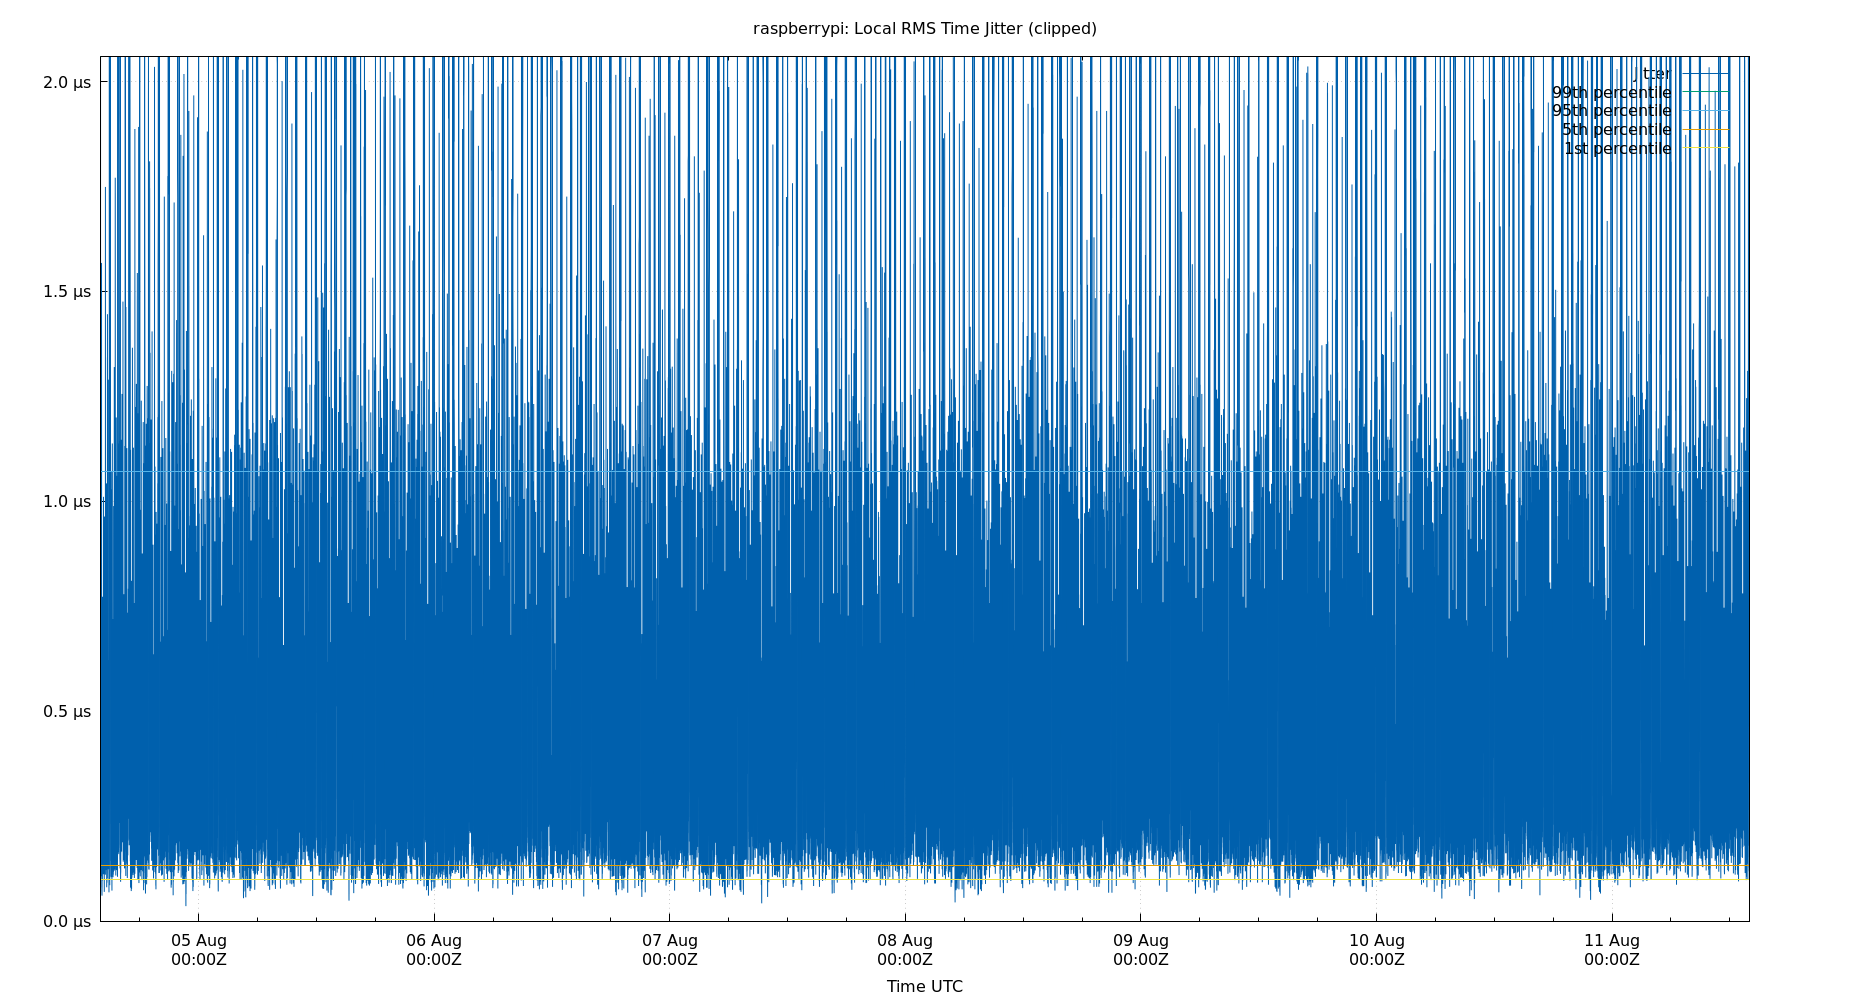 raspberrypi: Local RMS Time Jitter (clipped)
2.0 μs
1.5 μs
1.0 μs
0.5 μs
0.0 μs
Jitter
99th percentile
95th percentile
5th percentile
1st percentile
05 Aug
00:00Z
06 Aug
00:00Z
07 Aug
00:00Z
08 Aug
00:00Z
09 Aug
00:00Z
10 Aug
00:00Z
11 Aug
00:00Z
Time UTC